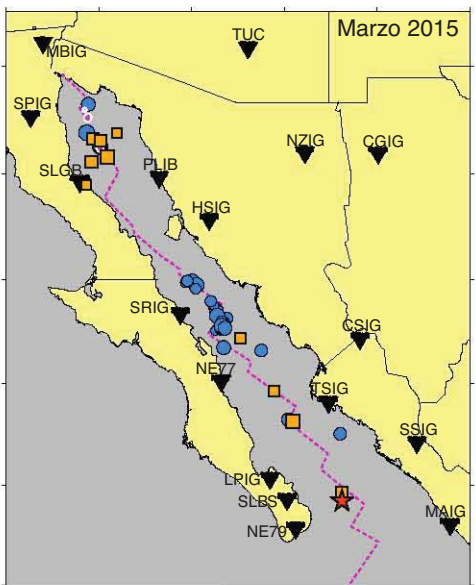 Marzo 2015
TUC
MBIG
SPIG
NZIG
CGIG
PLIB
SLGB
HSIG
SRIG
CSIG
NE77
TSIG
SSIG
LPIG
SLBS
MAIG
NE79